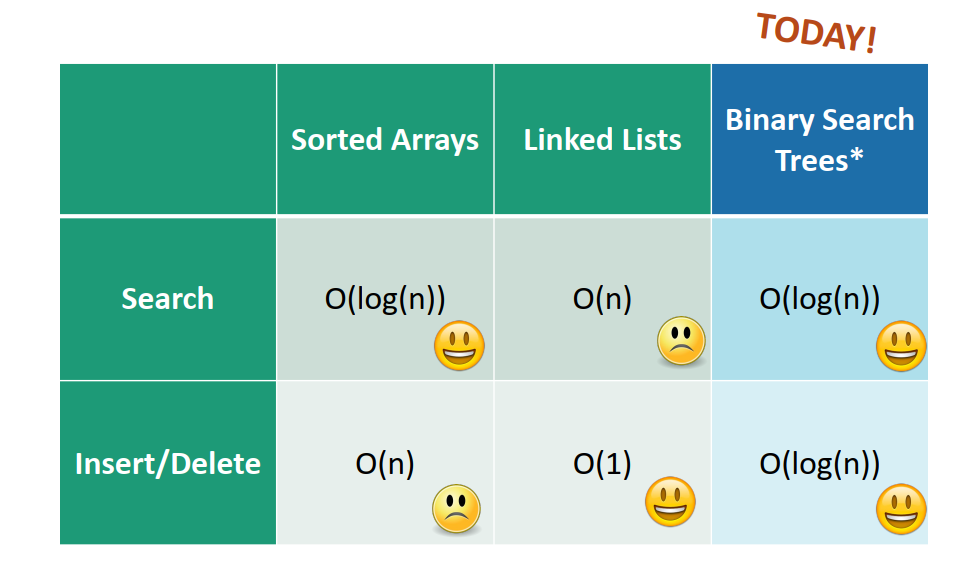 TODAY!
Sorted Arrays
Linked Lists
Binary Search
Trees*
Search
O(log(n))
O(n)
O(log(n))
Insert/Delete
O(n)
O(1)
O(log(n))